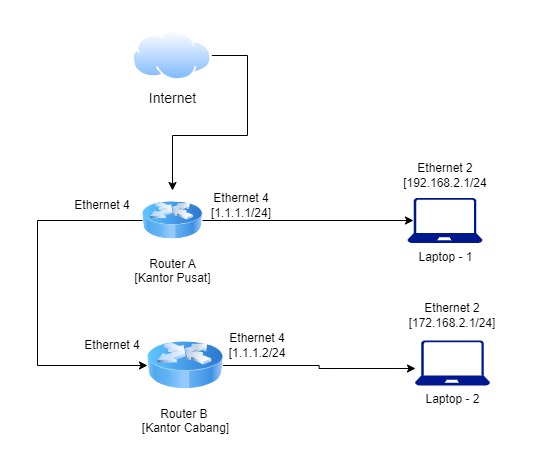 Internet
Ethernet 2
[192.168.2.1/24
Ethernet 4
Ethernet 4
[1.1.1.1/24]
Laptop - 1
Router A
[Kantor Pusat]
Ethernet 2
[172.168.2.1/24]
Ethernet 4
Ethernet 4
[1.1.1.2/24
Laptop - 2
Router B
[Kantor Cabang]